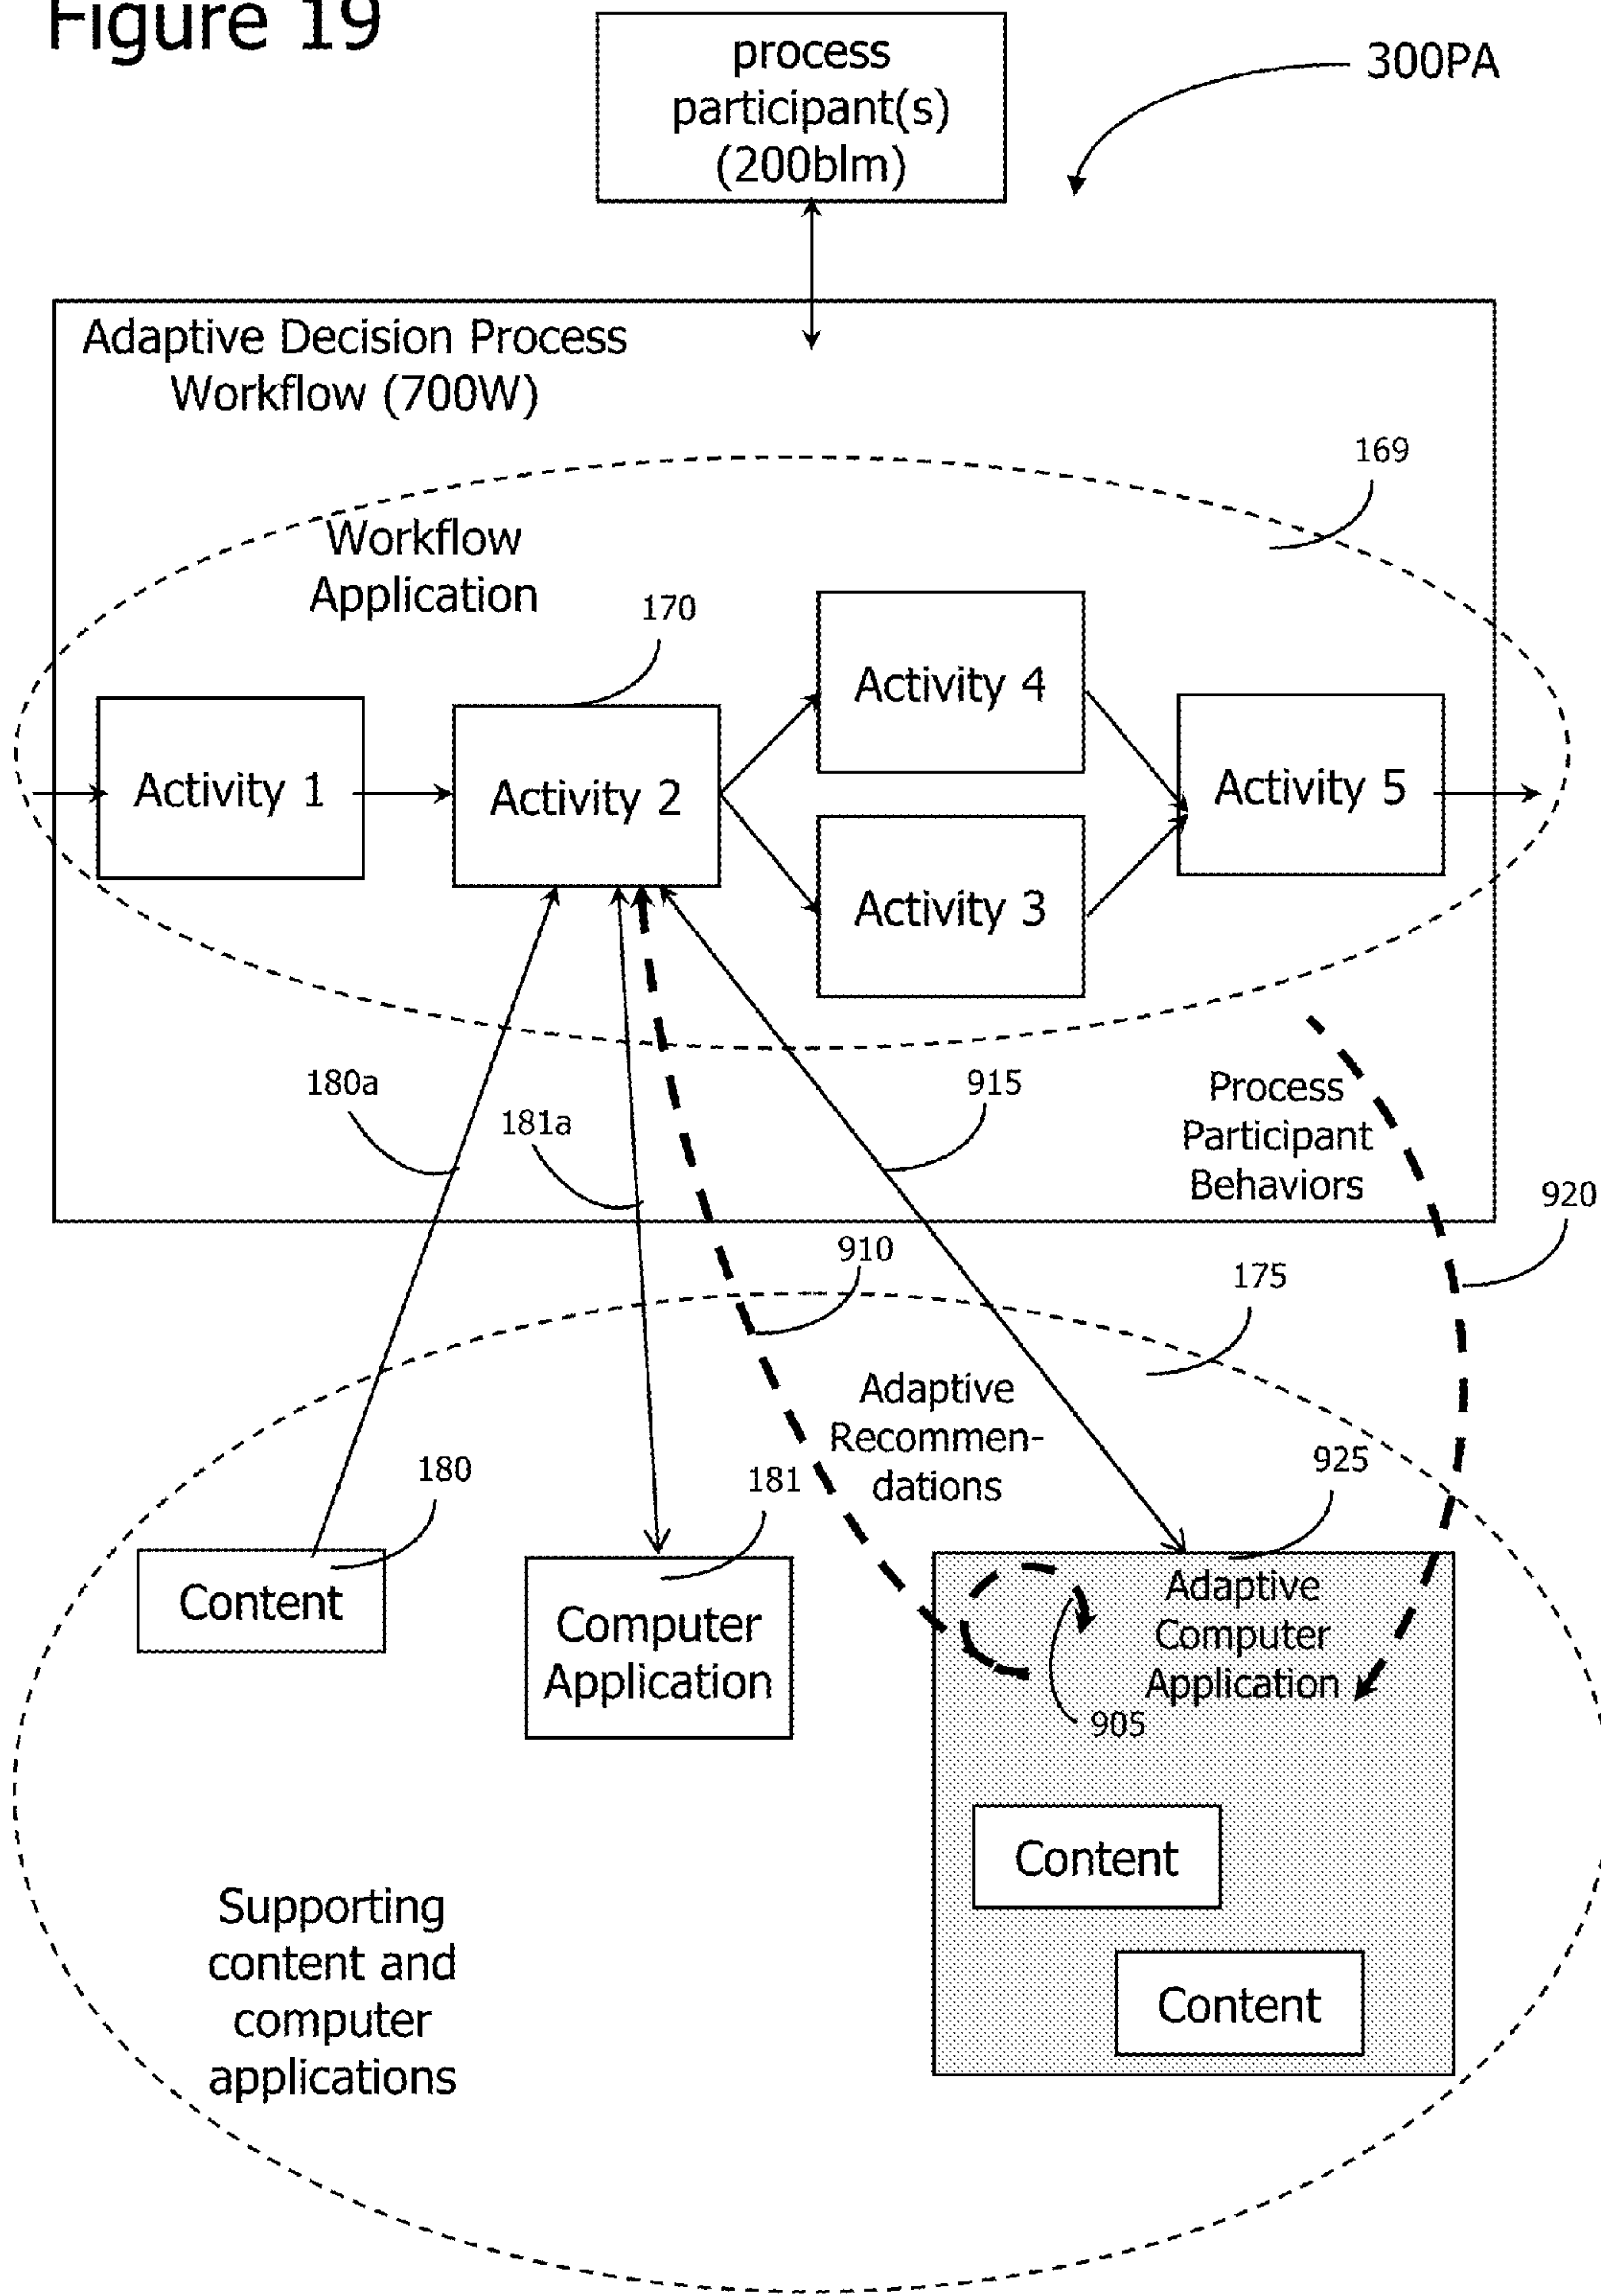 Figure 19
process
participant(s)
(200blm)
300PA
Adaptive Decision Process
Workflow (700W)
169
Workflow
Application
170
Activity 4
Activity 1
Activity 2
Activity 5
Activity 3
180a
181a
915
Process
Participant
Behaviors
920
910
175
Adaptive
Recommen-
dations
180
181
925
Content
Computer
Application
Adaptive
Computer
Application
905
Content
Content
Supporting
content and
computer
applications